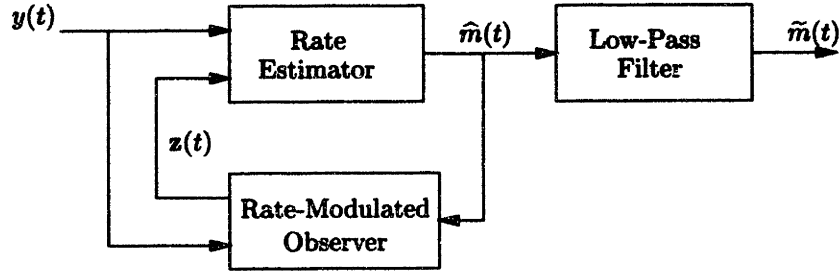 y(t)
Rate
Estimator
m̂(t)
Low-Pass
Filter
m̃(t)
z(t)
Rate-Modulated
Observer